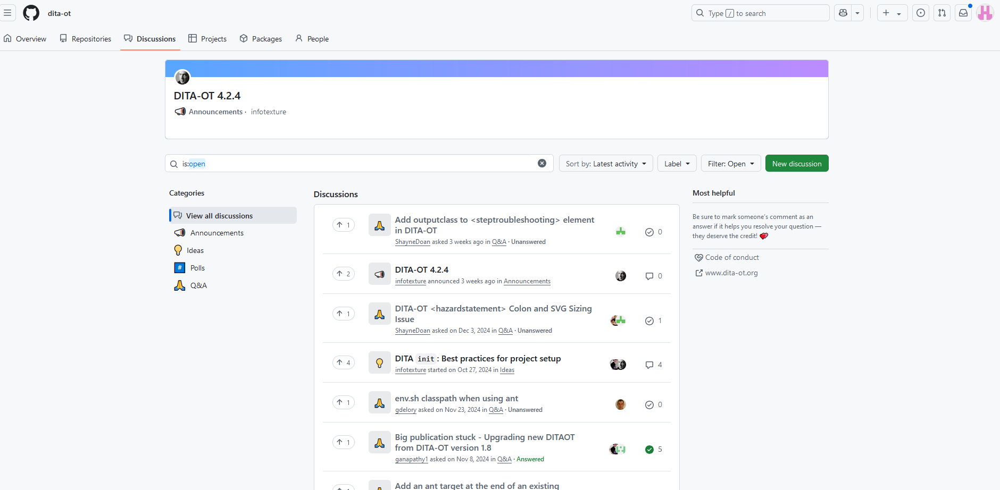 dita-ot
Type / to search
Overview
Repositories
Discussions
Projects
Packages
People
DITA-OT 4.2.4
Announcements · infotexture
is:open
Sort by: Latest activity
Label
Filter: Open
New discussion
Categories
View all discussions
Announcements
Ideas
#
Polls
Q&A
Discussions
1
Add outputclass to <steptroubleshooting> element
in DITA-OT
ShayneDoan asked 3 weeks ago in Q&A · Unanswered
0
2
DITA-OT 4.2.4
infotexture announced 3 weeks ago in Announcements
0
1
DITA-OT <hazardstatement> Colon and SVG Sizing
Issue
ShayneDoan asked on Dec 3, 2024 in Q&A · Unanswered
1
4
DITA init : Best practices for project setup
infotexture started on Oct 27, 2024 in Ideas
4
1
env.sh classpath when using ant
gdelory asked on Nov 23, 2024 in Q&A · Unanswered
0
1
Big publication stuck - Upgrading new DITAOT
from DITA-OT version 1.8
ganapathy1 asked on Nov 8, 2024 in Q&A · Answered
5
1
Add an ant target at the end of an existing
Most helpful
Be sure to mark someone's comment as an
answer if it helps you resolve your question —
they deserve the credit!
Code of conduct
www.dita-ot.org